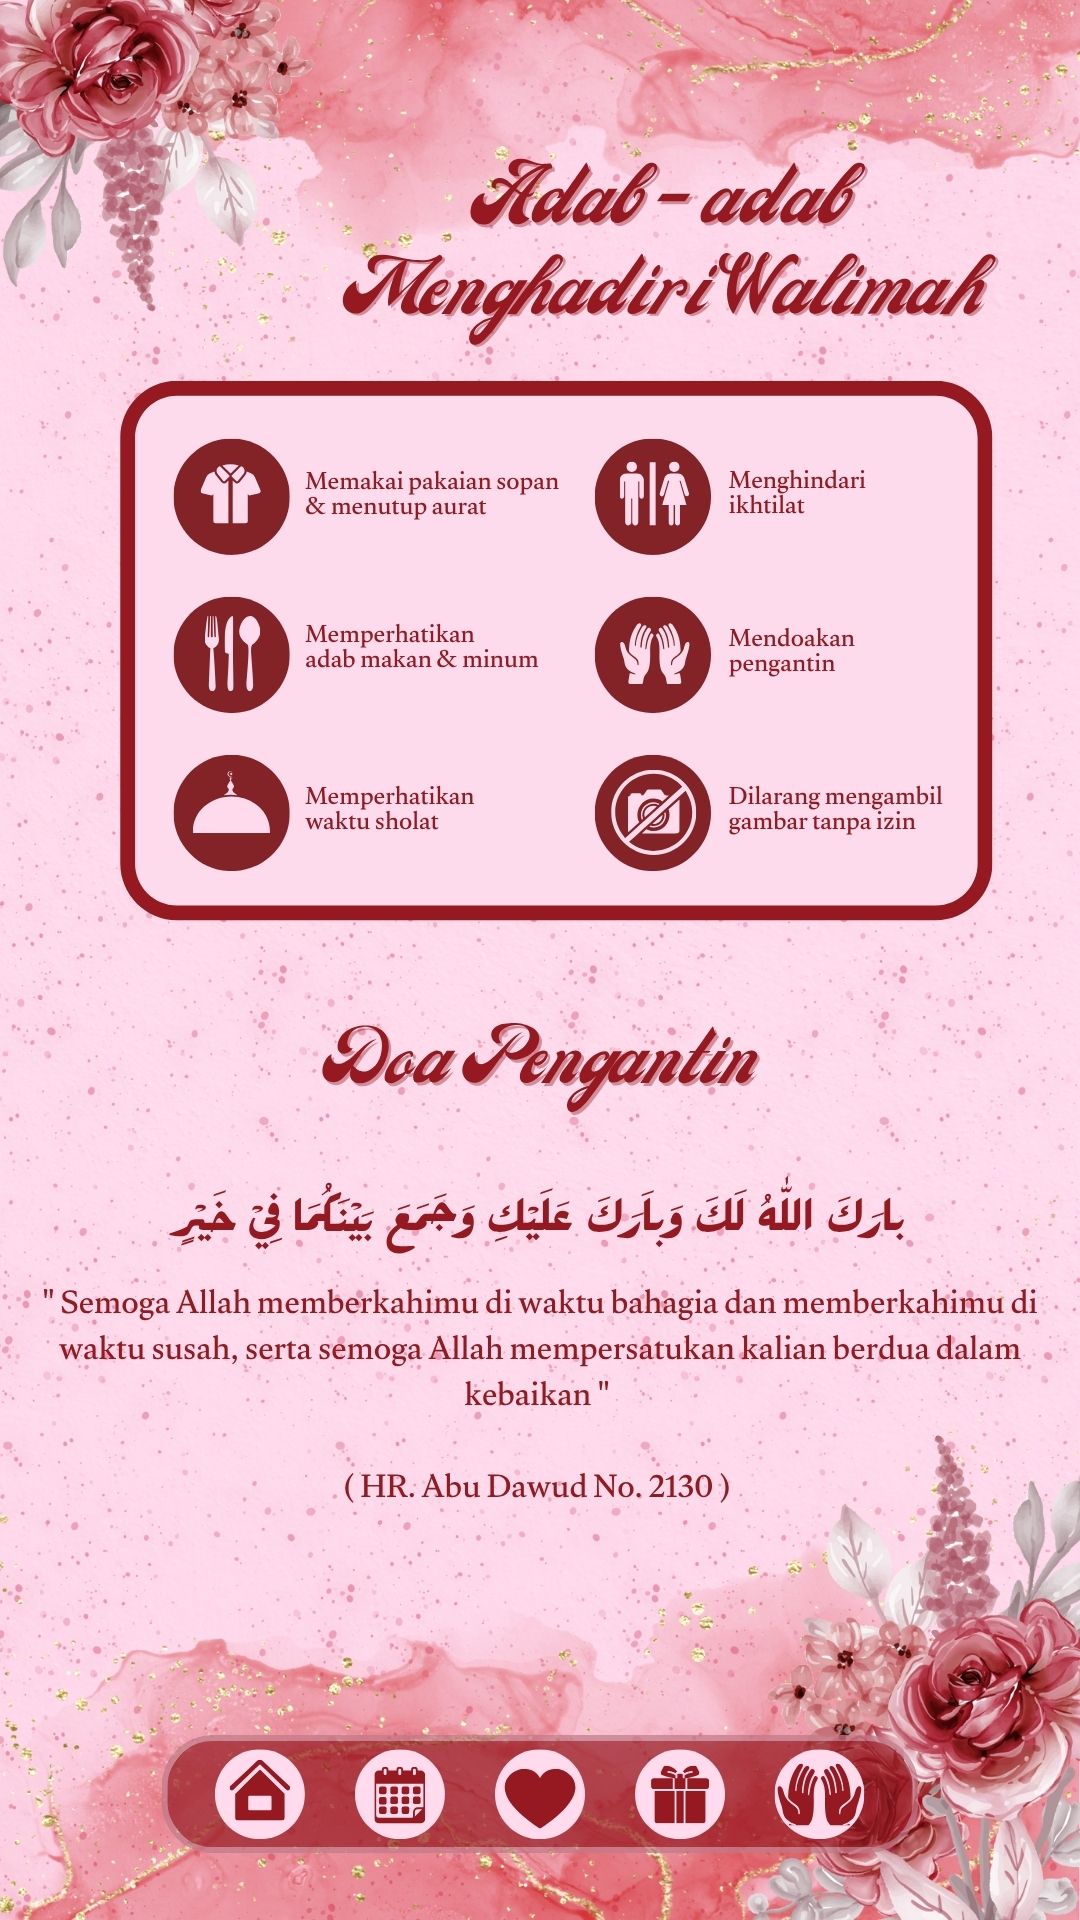 Adab - adab
Menghadiri Walimah
Memakai pakaian sopan
& menutup aurat
Menghindari
ikhtilat
Memperhatikan
adab makan & minum
Mendoakan
pengantin
Memperhatikan
waktu sholat
Dilarang mengambil
gambar tanpa izin
Doa Pengantin
بارَكَ اللّٰهُ لَكَ وَبارَكَ عَلَيْكِ وَجَمَعَ بَيْنَكُمَا فِيْ خَيْرٍ
" Semoga Allah memberkahimu di waktu bahagia dan memberkahimu di
waktu susah, serta semoga Allah mempersatukan kalian berdua dalam
kebaikan "
( HR. Abu Dawud No. 2130 )